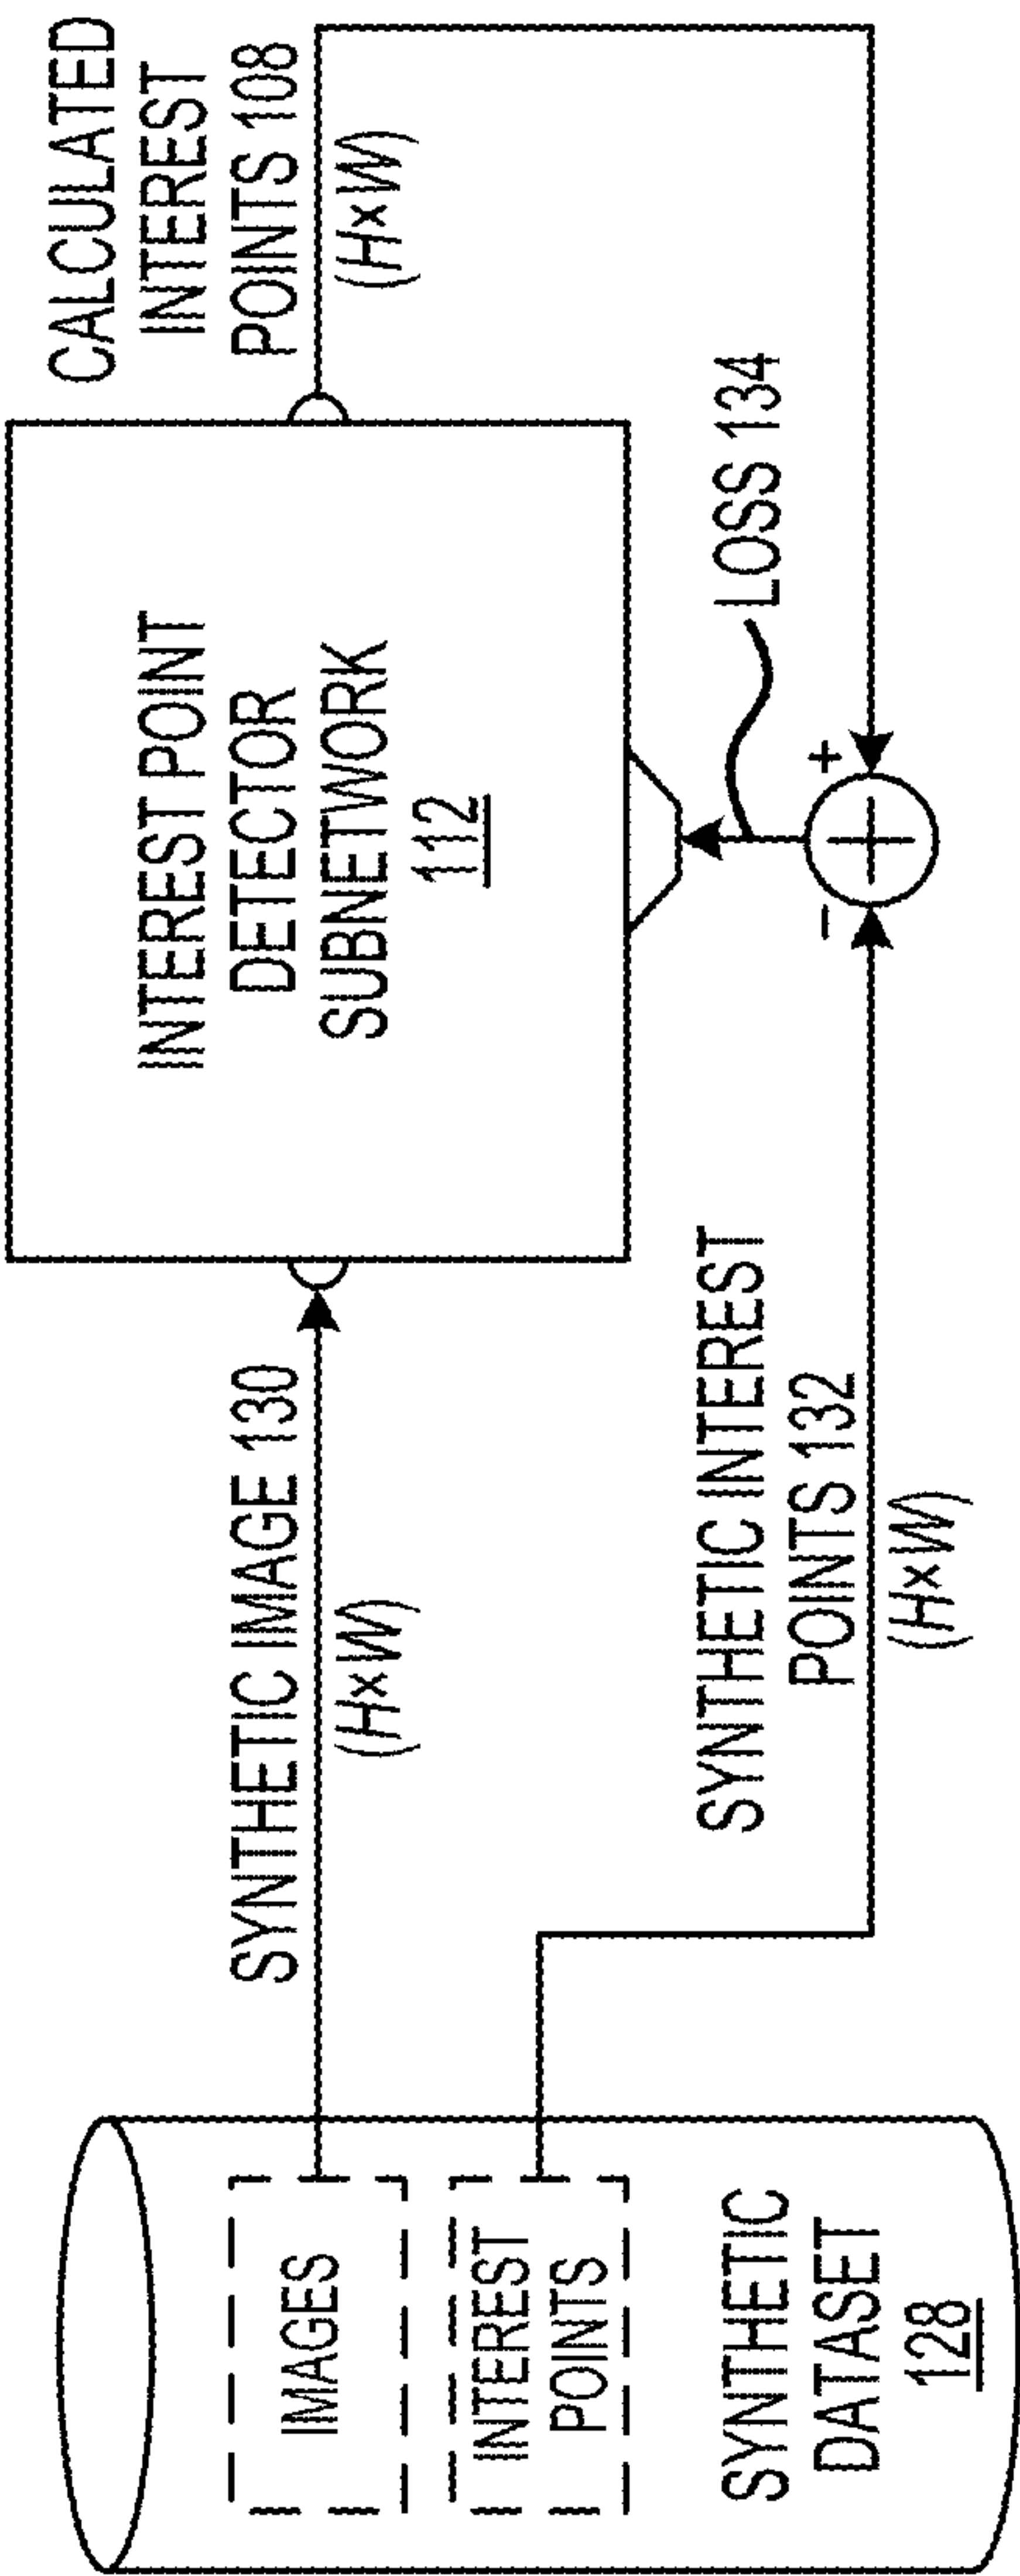 IMAGES
INTEREST
POINTS
SYNTHETIC
DATASET
128
SYNTHETIC IMAGE 130
(H×W)
SYNTHETIC INTEREST
POINTS 132
(H×W)
INTEREST POINT
DETECTOR
SUBNETWORK
112
−
+
LOSS 134
CALCULATED
INTEREST
POINTS 108
(H×W)